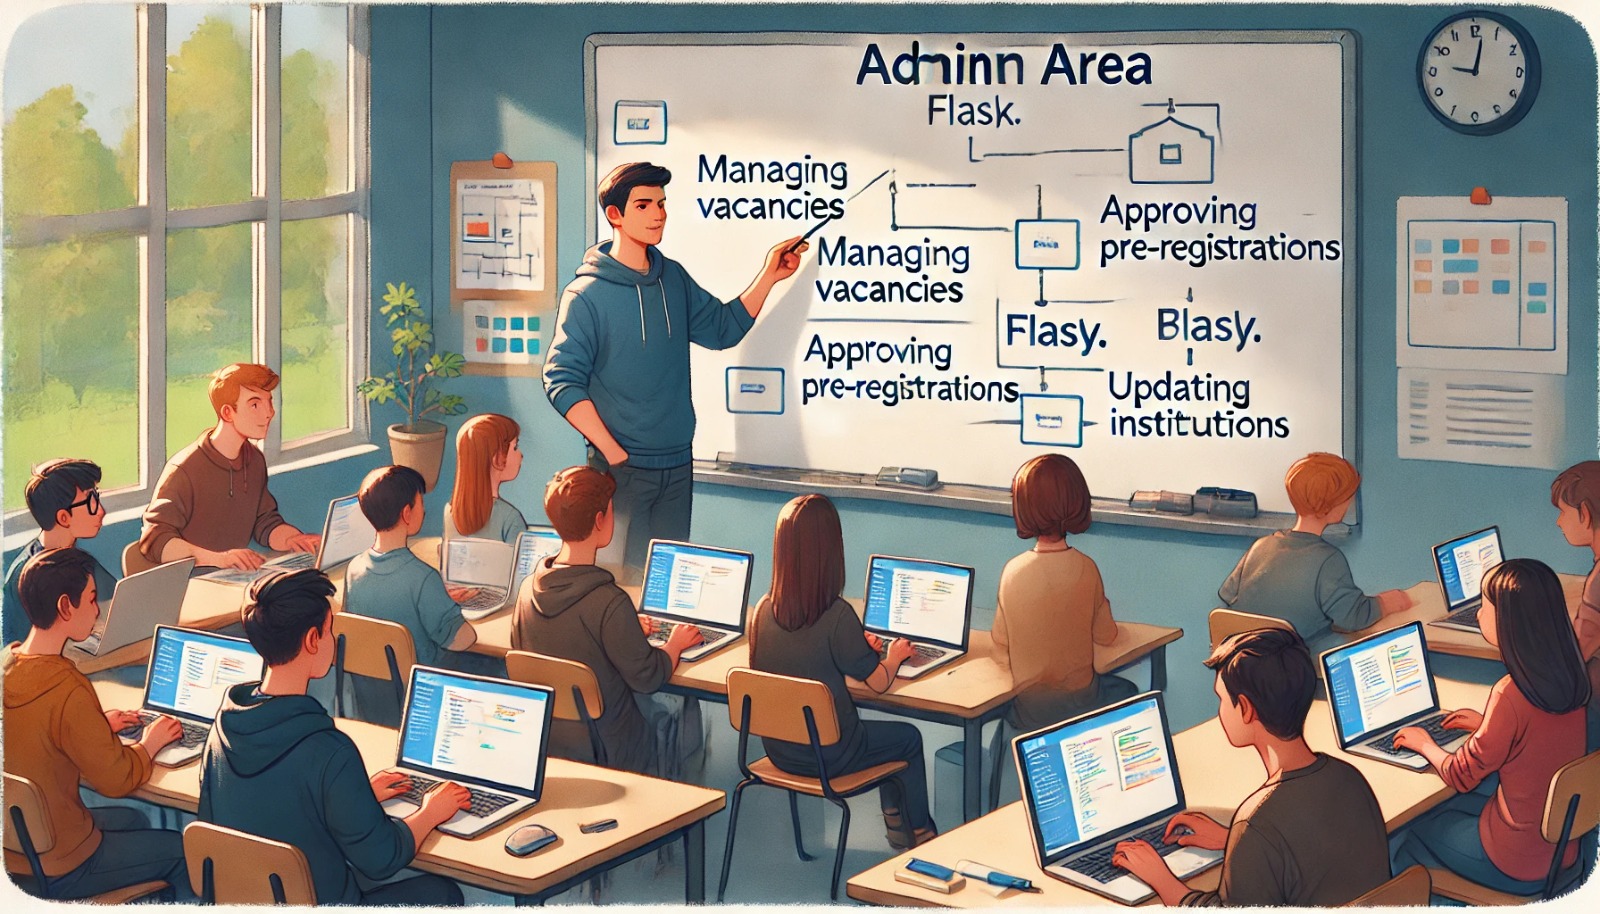 Adminn Area
Flask.
Managing
vacancies
Approving
pre-registrations
Managing
vacancies
Flasy.
Blasy.
Approving
pre-registrations
Updating
institutions